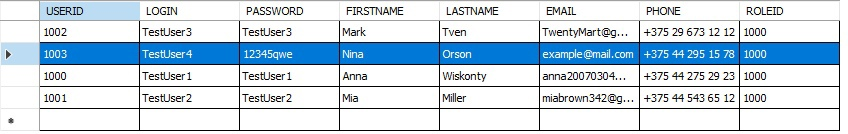 USERID LOGIN PASSWORD FIRSTNAME LASTNAME EMAIL PHONE ROLEID
1002 TestUser3 TestUser3 Mark Tven TwentyMart@g... +375 29 673 12 12 1000
1003 TestUser4 12345qwe Nina Orson example@mail.com +375 44 295 15 78 1000
1000 TestUser1 TestUser1 Anna Wiskonty anna20070304... +375 44 275 29 23 1000
1001 TestUser2 TestUser2 Mia Miller miabrown342@g... +375 44 543 65 12 1000